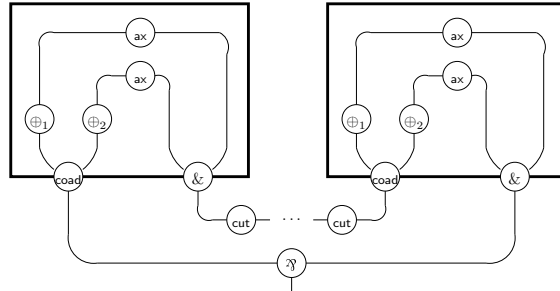 ax ax
ax ax
⊕1 ⊕2 ⊕1 ⊕2
coad & coad &
cut ··· cut
⅋